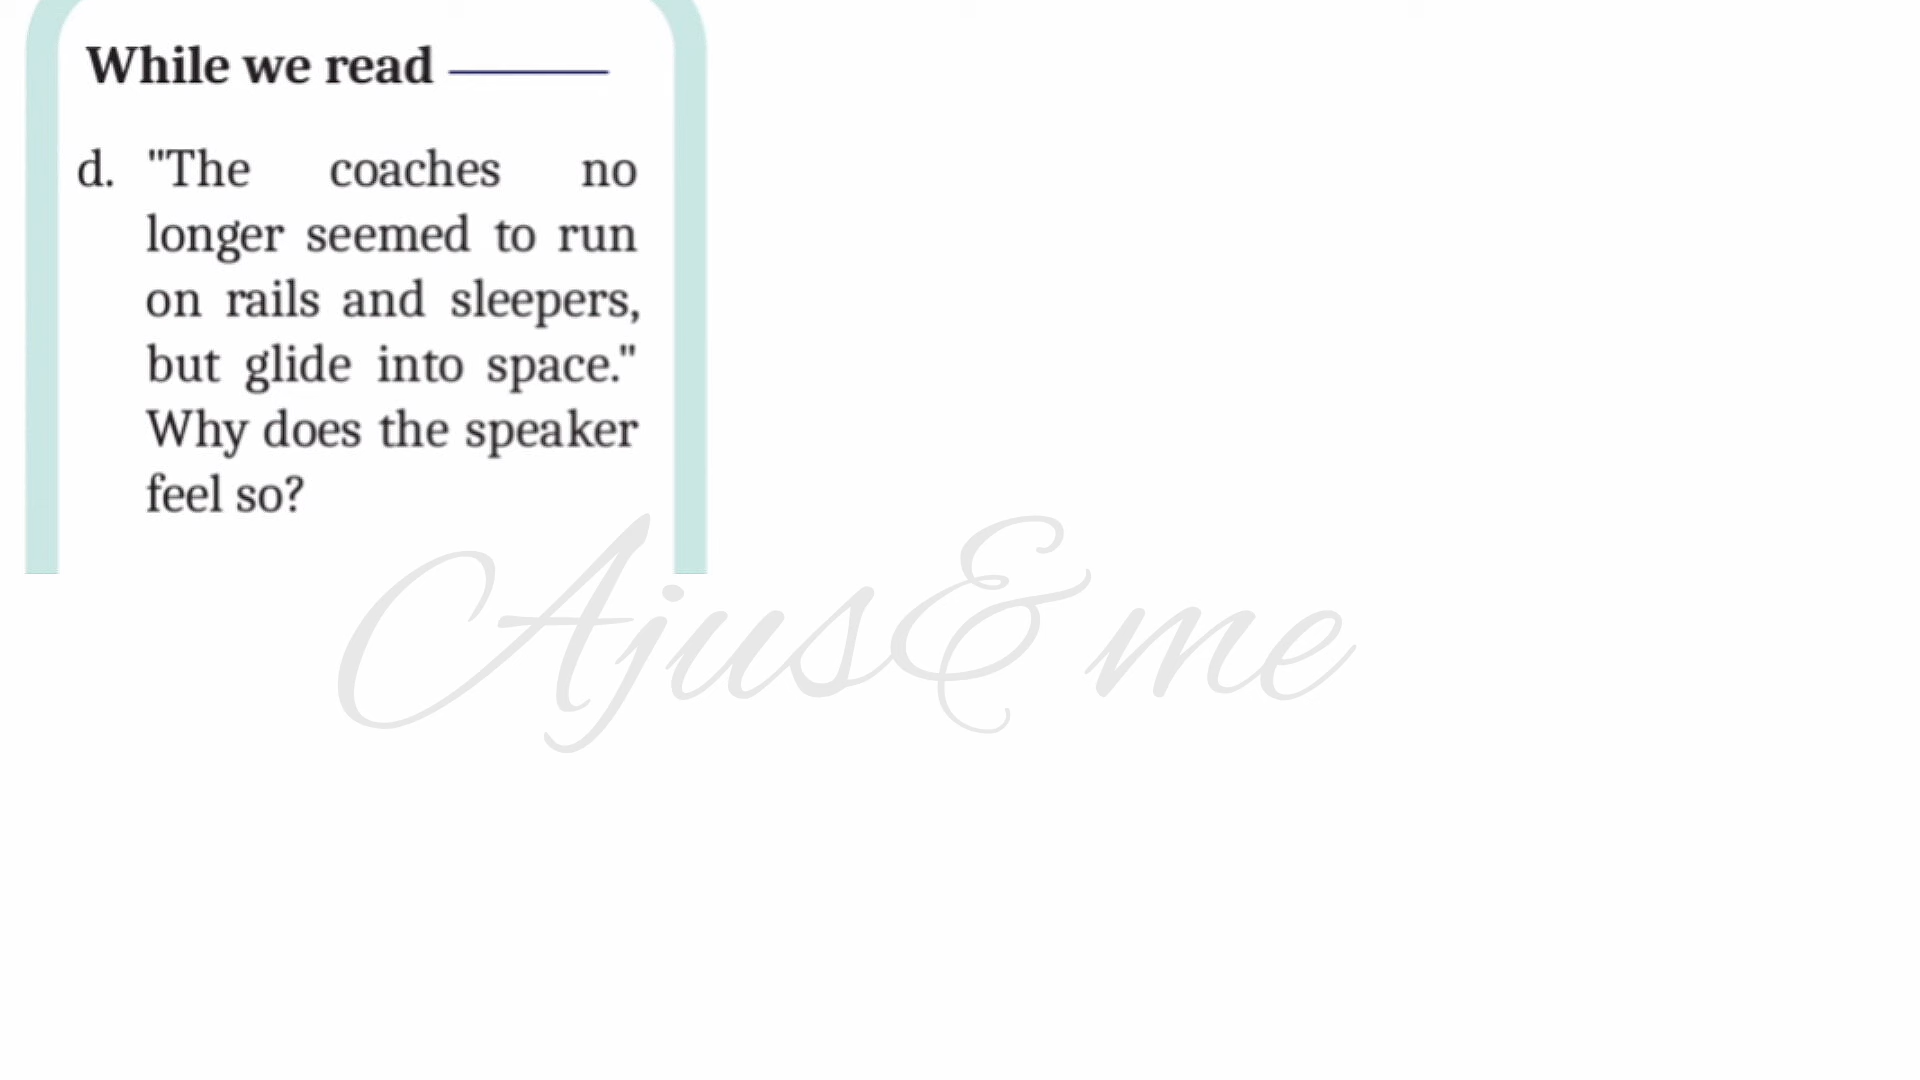 While we read
d. "The coaches no
longer seemed to run
on rails and sleepers,
but glide into space."
Why does the speaker
feel so?
Ajus& me